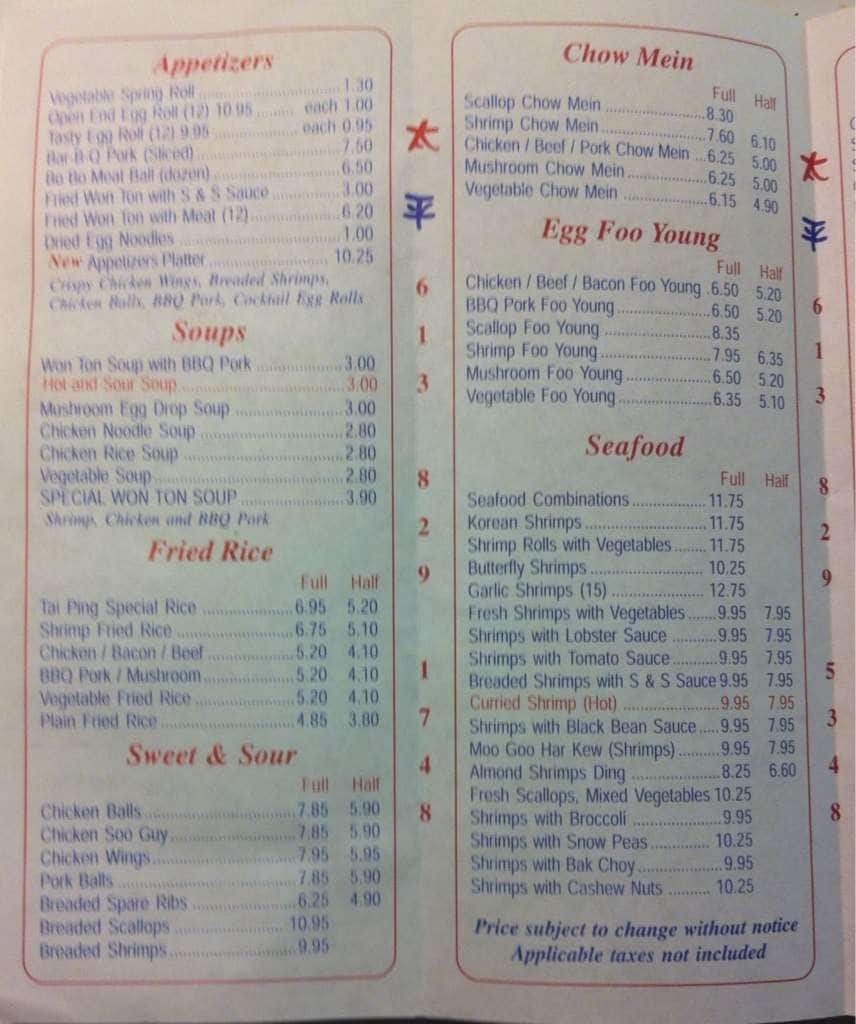 Appetizers
Vegetable Spring Roll ........ 1.30
Open End Egg Roll (12) 10.95 ........ each 1.00
Tasty Egg Roll (12) 9.95 ........ each 0.95
Bar-B-Q Pork (Sliced) ........ 7.50
Bo Bo Meat Ball (dozen) ........ 6.50
Fried Won Ton with S & S Sauce ........ 3.00
Fried Won Ton with Meat (12) ........ 6.20
Dried Egg Noodles ........ 1.00
New Appetizers Platter ........ 10.25
Crispy Chicken Wings, Breaded Shrimps,
Chicken Balls, BBQ Pork, Cocktail Egg Rolls
Soups
Won Ton Soup with BBQ Pork ........ 3.00
Hot and Sour Soup ........ 3.00
Mushroom Egg Drop Soup ........ 3.00
Chicken Noodle Soup ........ 2.80
Chicken Rice Soup ........ 2.80
Vegetable Soup ........ 2.80
SPECIAL WON TON SOUP ........ 3.90
Shrimp, Chicken and BBQ Pork
Fried Rice
Full Half
Tai Ping Special Rice ........ 6.95 5.20
Shrimp Fried Rice ........ 6.75 5.10
Chicken / Bacon / Beef ........ 5.20 4.10
BBQ Pork / Mushroom ........ 5.20 4.10
Vegetable Fried Rice ........ 5.20 4.10
Plain Fried Rice ........ 4.85 3.80
Sweet & Sour
Full Half
Chicken Balls ........ 7.85 5.90
Chicken Soo Guy ........ 7.85 5.90
Chicken Wings ........ 7.95 5.95
Pork Balls ........ 7.85 5.90
Breaded Spare Ribs ........ 6.25 4.90
Breaded Scallops ........ 10.95
Breaded Shrimps ........ 9.95
太
平
6
1
3
8
2
9
1
7
4
8
Chow Mein
Full Half
Scallop Chow Mein ........ 8.30
Shrimp Chow Mein ........ 7.60 6.10
Chicken / Beef / Pork Chow Mein ... 6.25 5.00
Mushroom Chow Mein ........ 6.25 5.00
Vegetable Chow Mein ........ 6.15 4.90
Egg Foo Young
Full Half
Chicken / Beef / Bacon Foo Young . 6.50 5.20
BBQ Pork Foo Young ........ 6.50 5.20
Scallop Foo Young ........ 8.35
Shrimp Foo Young ........ 7.95 6.35
Mushroom Foo Young ........ 6.50 5.20
Vegetable Foo Young ........ 6.35 5.10
Seafood
Full Half
Seafood Combinations ........ 11.75
Korean Shrimps ........ 11.75
Shrimp Rolls with Vegetables ........ 11.75
Butterfly Shrimps ........ 10.25
Garlic Shrimps (15) ........ 12.75
Fresh Shrimps with Vegetables ....... 9.95 7.95
Shrimps with Lobster Sauce ........ 9.95 7.95
Shrimps with Tomato Sauce ........ 9.95 7.95
Breaded Shrimps with S & S Sauce 9.95 7.95
Curried Shrimp (Hot) ........ 9.95 7.95
Shrimps with Black Bean Sauce ..... 9.95 7.95
Moo Goo Har Kew (Shrimps) ........ 9.95 7.95
Almond Shrimps Ding ........ 8.25 6.60
Fresh Scallops, Mixed Vegetables 10.25
Shrimps with Broccoli ........ 9.95
Shrimps with Snow Peas ........ 10.25
Shrimps with Bak Choy ........ 9.95
Shrimps with Cashew Nuts ........ 10.25
Price subject to change without notice
Applicable taxes not included
太
平
6
1
3
8
2
9
5
3
4
8